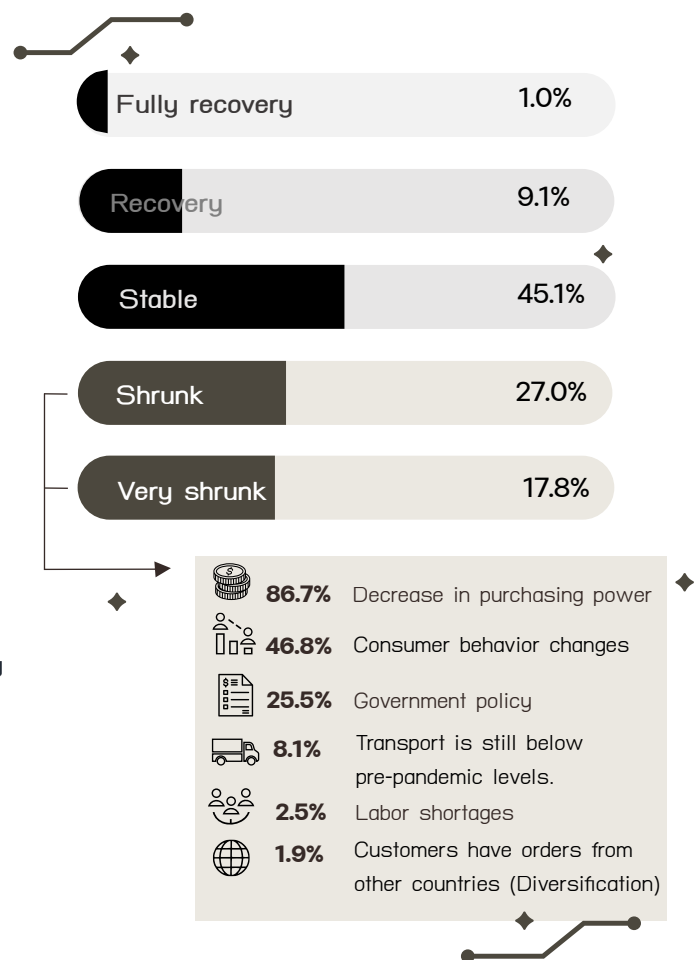 Fully recovery 1.0%
Recovery 9.1%
Stable 45.1%
Shrunk 27.0%
Very shrunk 17.8%
86.7% Decrease in purchasing power
46.8% Consumer behavior changes
25.5% Government policy
8.1% Transport is still below
pre-pandemic levels.
2.5% Labor shortages
1.9% Customers have orders from
other countries (Diversification)